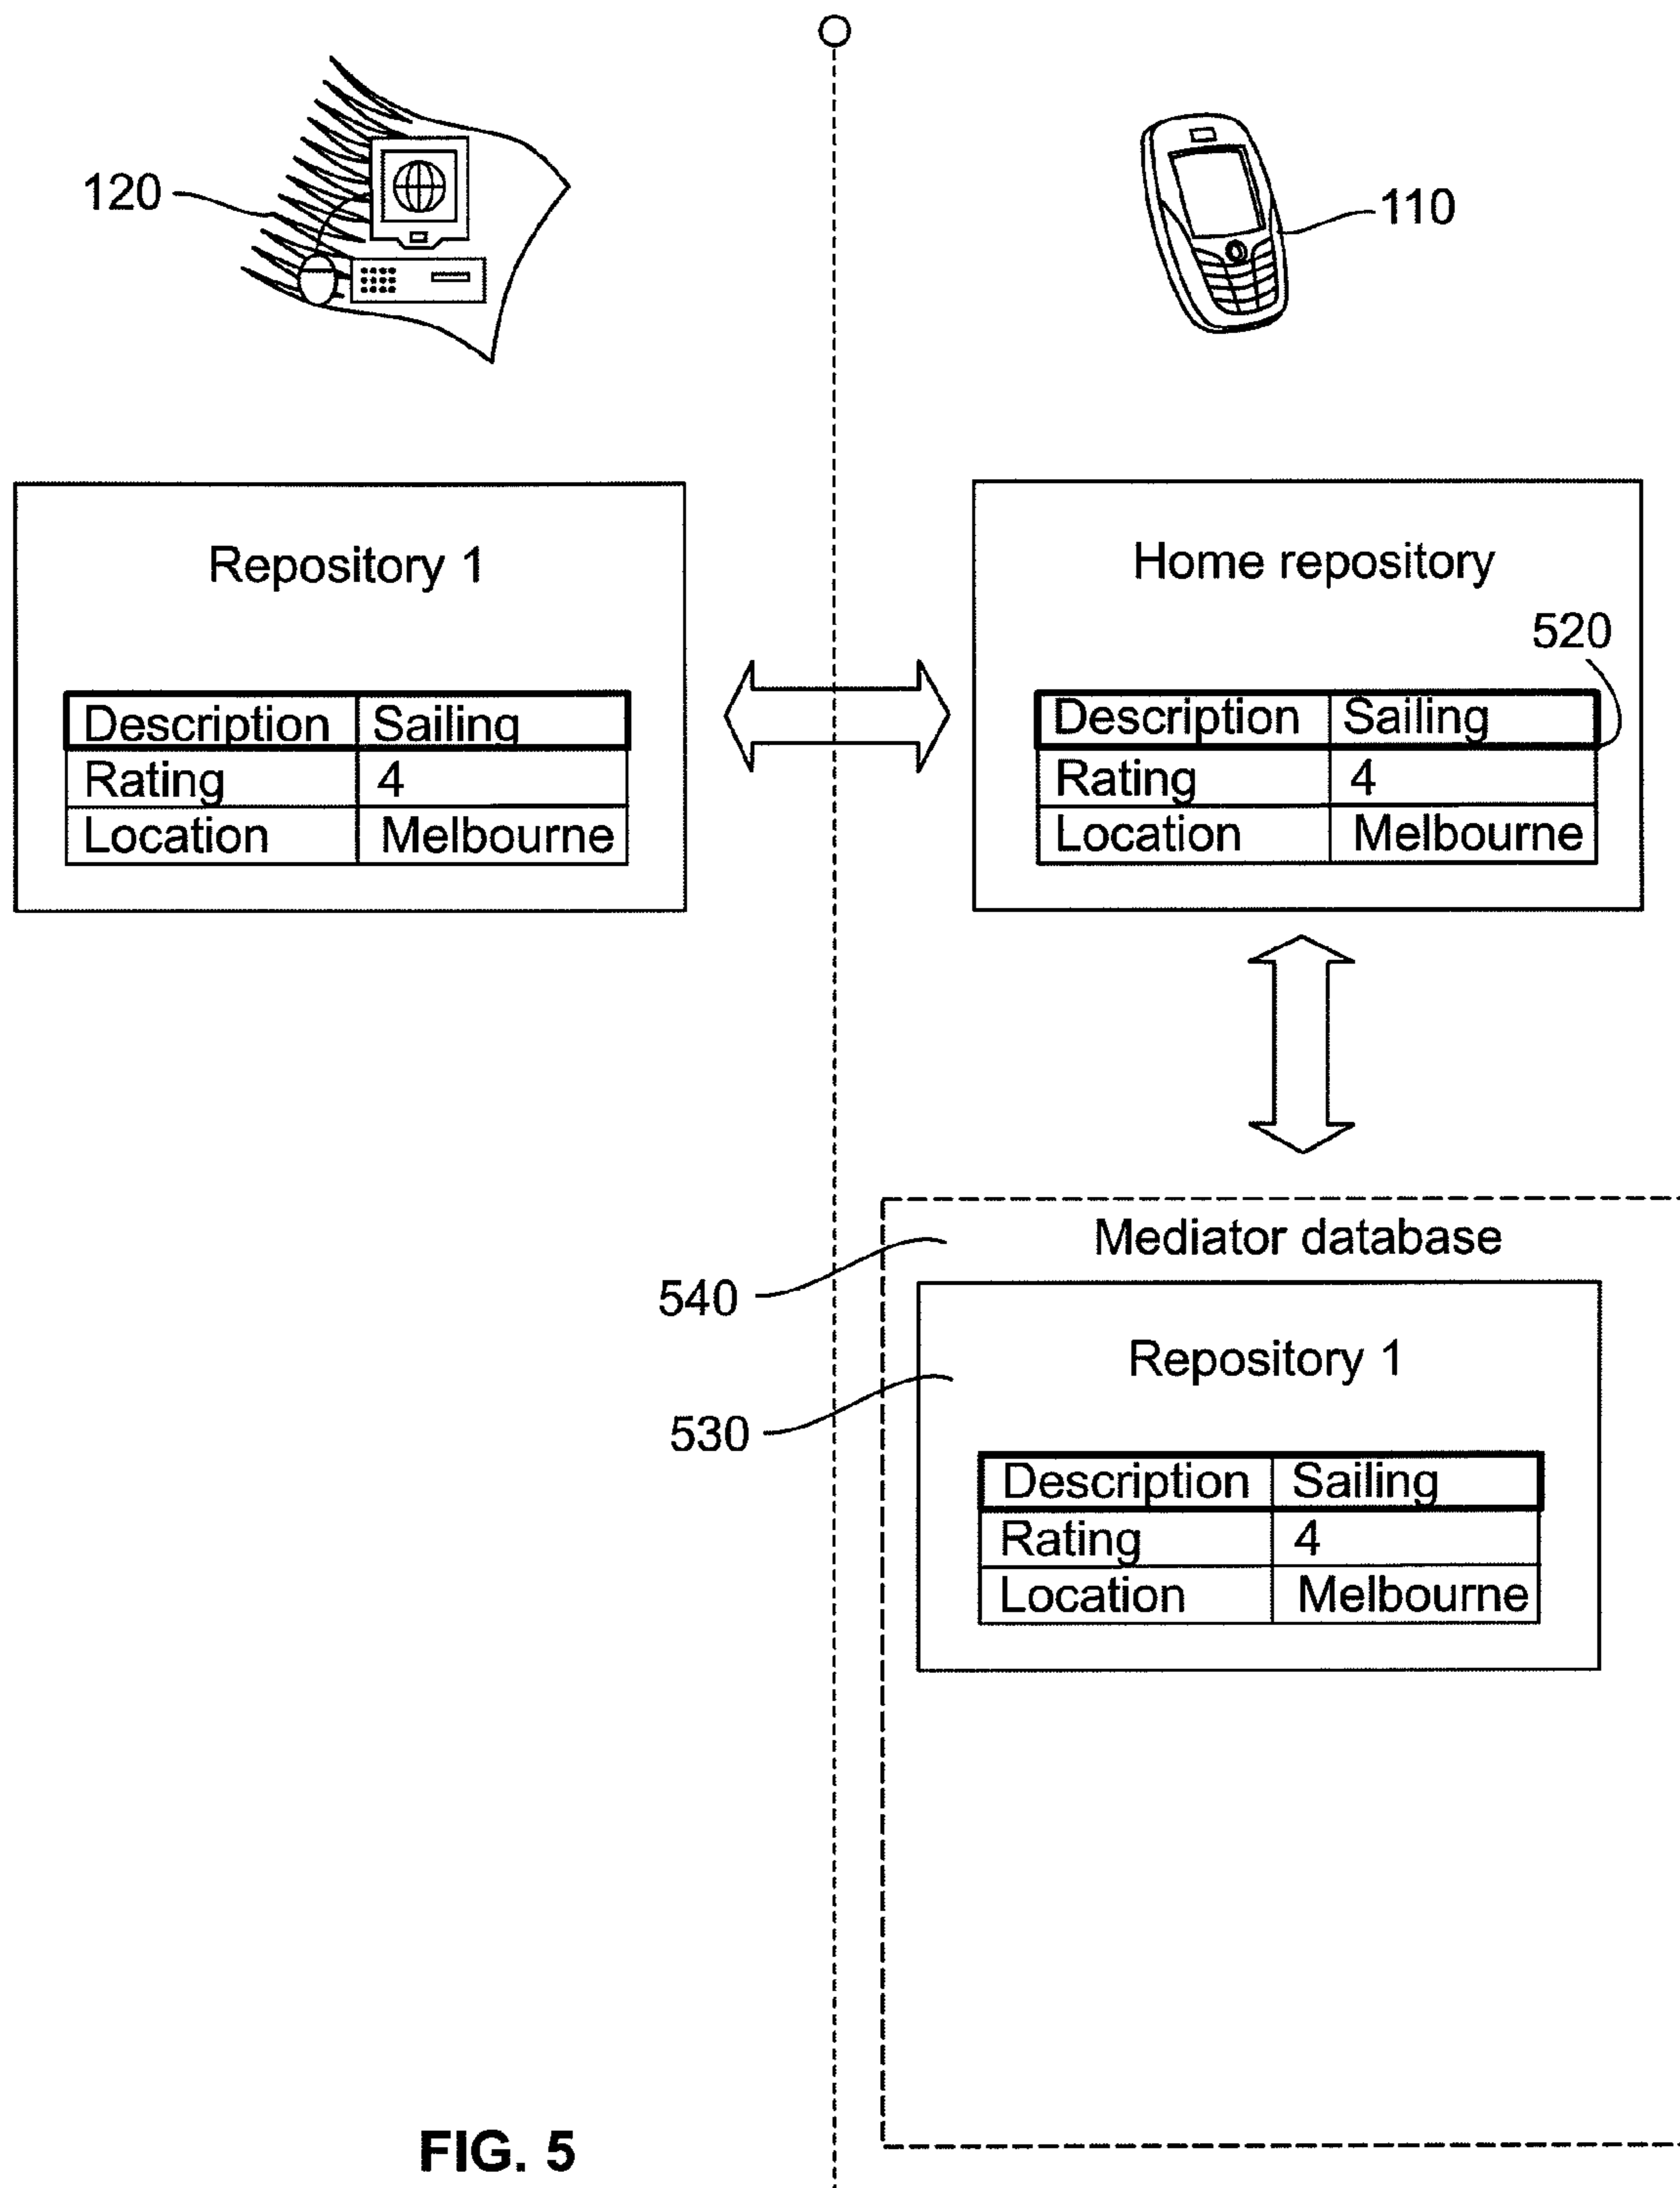 120
110
Repository 1
Description Sailing
Rating 4
Location Melbourne
Home repository
520
Description Sailing
Rating 4
Location Melbourne
Mediator database
540
Repository 1
530
Description Sailing
Rating 4
Location Melbourne
FIG. 5